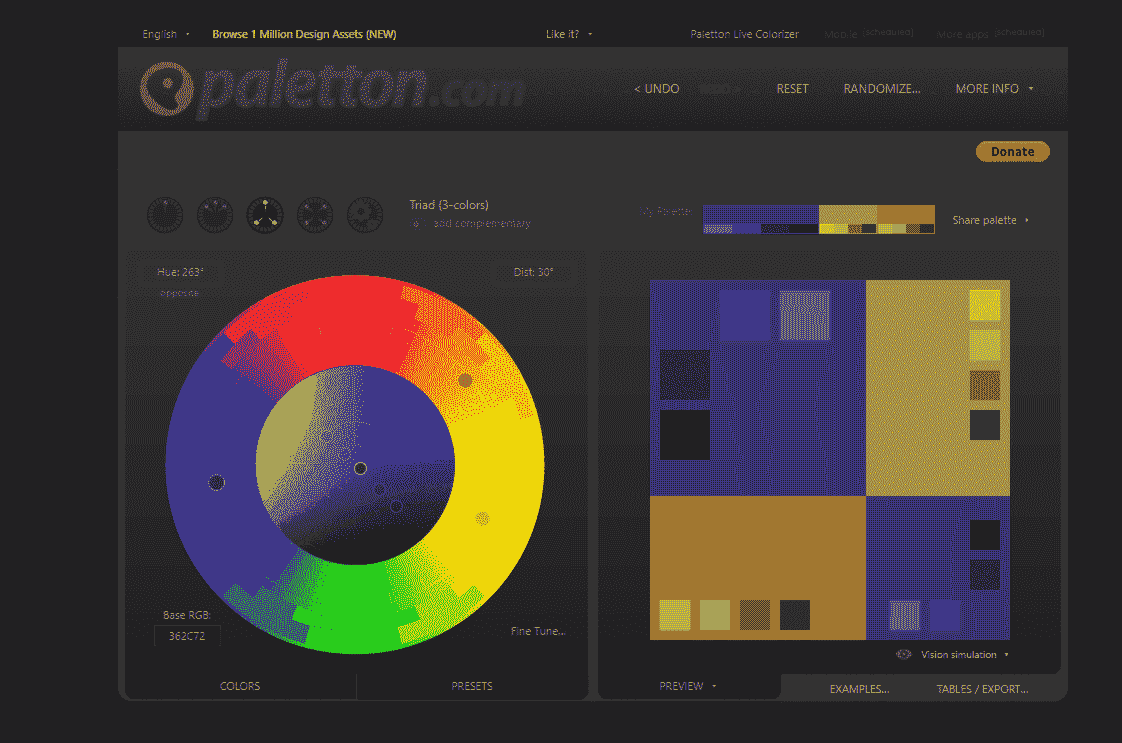 English
Browse 1 Million Design Assets (NEW)
Like it?
Paletton Live Colorizer
Mobile (scheduled)
More apps (scheduled)
paletton.com
< UNDO
RESET
RANDOMIZE...
MORE INFO
Donate
Triad (3-colors)
add complementary
My Palette:
Share palette
Hue: 263°
opposite
Dist: 30°
Base RGB:
362C72
Fine Tune...
Vision simulation
COLORS
PRESETS
PREVIEW
EXAMPLES...
TABLES / EXPORT...